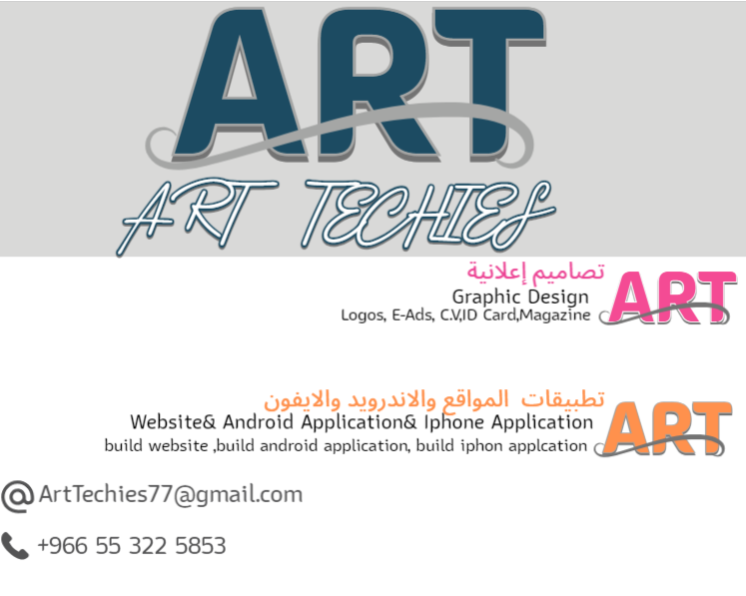 ART
ART TECHIES
تصاميم إعلانية
ART
Graphic Design
Logos, E-Ads, C.V,ID Card,Magazine
تطبيقات المواقع والاندرويد والايفون
ART
Website& Android Application& Iphone Application
build website ,build android application, build iphon applcation
@ArtTechies77@gmail.com
+966 55 322 5853